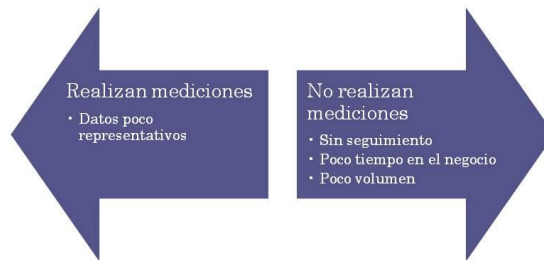 Realizan mediciones
• Datos poco
representativos
No realizan
mediciones
• Sin seguimiento
• Poco tiempo en el negocio
• Poco volumen